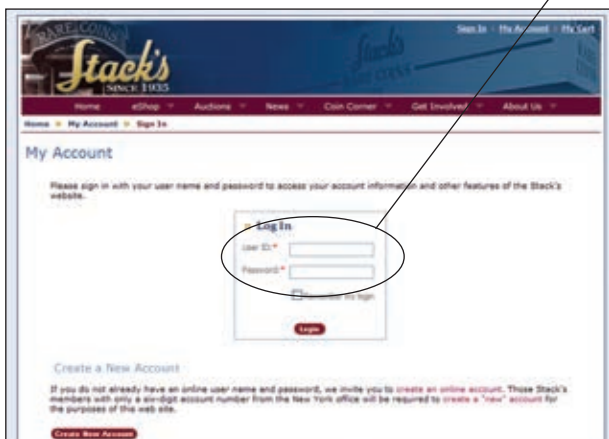 RARE COINS
Stack's
SINCE 1935
Stack's
Sign In · My Account · My Cart
Home eShop Auctions News Coin Corner Get Involved About Us
Home » My Account » Sign In
My Account
Please sign in with your user name and password to access your account information and other features of the Stack's
website.
Log In
User ID:*
Password:*
Remember my login
Login
Create a New Account
If you do not already have an online user name and password, we invite you to create an online account. Those Stack's
members with only a six-digit account number from the New York office will be required to create a "new" account for
the purposes of this web site.
Create New Account